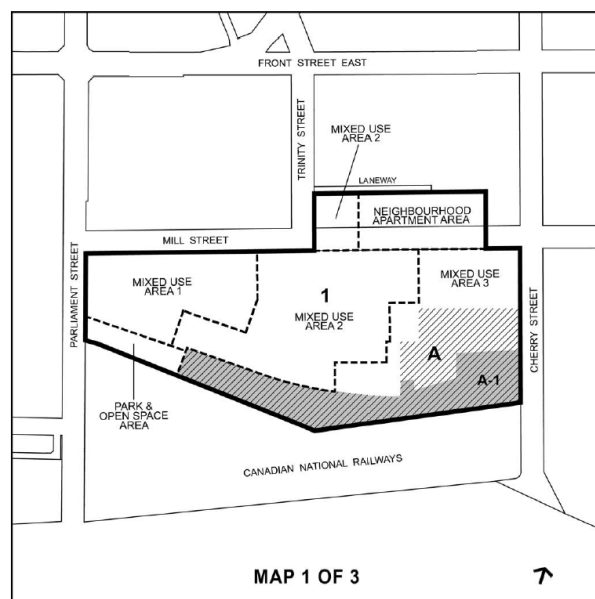 FRONT STREET EAST
TRINITY STREET
MIXED USE
AREA 2
LANEWAY
NEIGHBOURHOOD
APARTMENT AREA
MILL STREET
PARLIAMENT STREET
MIXED USE
AREA 1
1
MIXED USE
AREA 2
MIXED USE
AREA 3
CHERRY STREET
A
A-1
PARK &
OPEN SPACE
AREA
CANADIAN NATIONAL RAILWAYS
MAP 1 OF 3